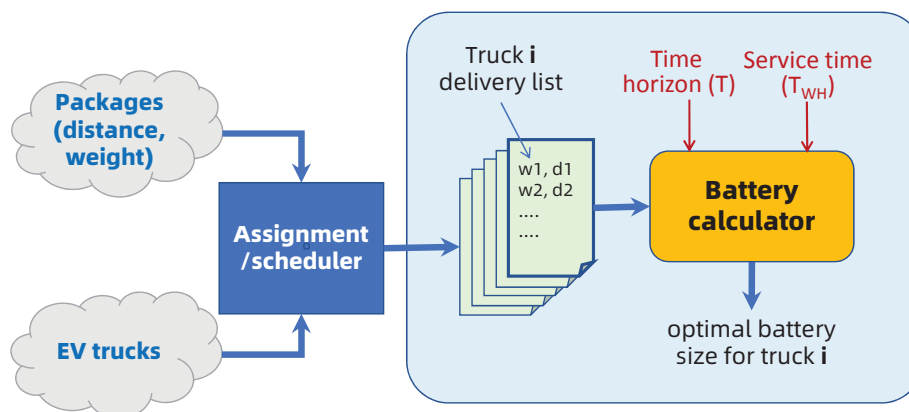 Packages
(distance,
weight)
EV trucks
Assignment
/scheduler
Truck i
delivery list
w1, d1
w2, d2
....
....
Time
horizon (T)
Service time
(TWH)
Battery
calculator
optimal battery
size for truck i